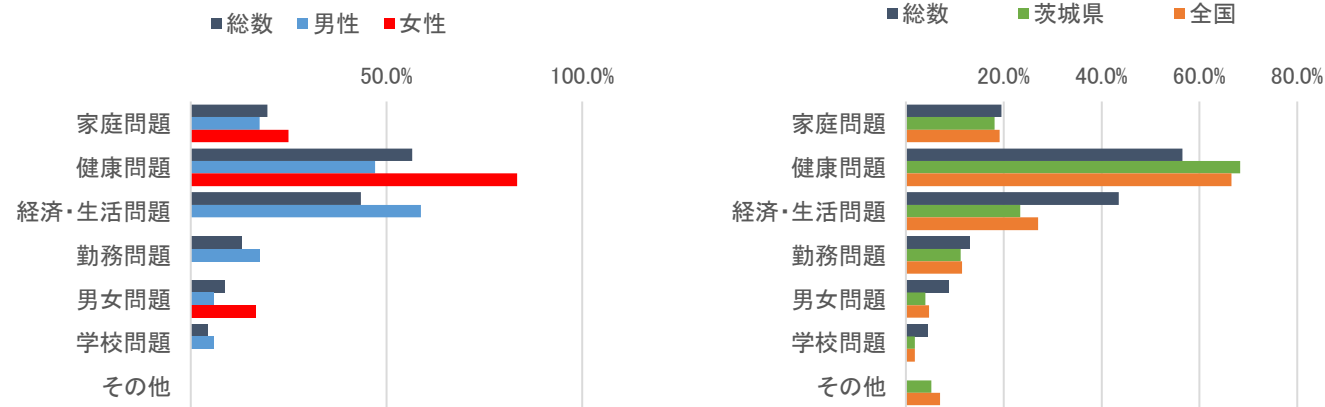 総数 男性 女性
50.0% 100.0%
家庭問題
健康問題
経済・生活問題
勤務問題
男女問題
学校問題
その他
総数 茨城県 全国
20.0% 40.0% 60.0% 80.0%
家庭問題
健康問題
経済・生活問題
勤務問題
男女問題
学校問題
その他